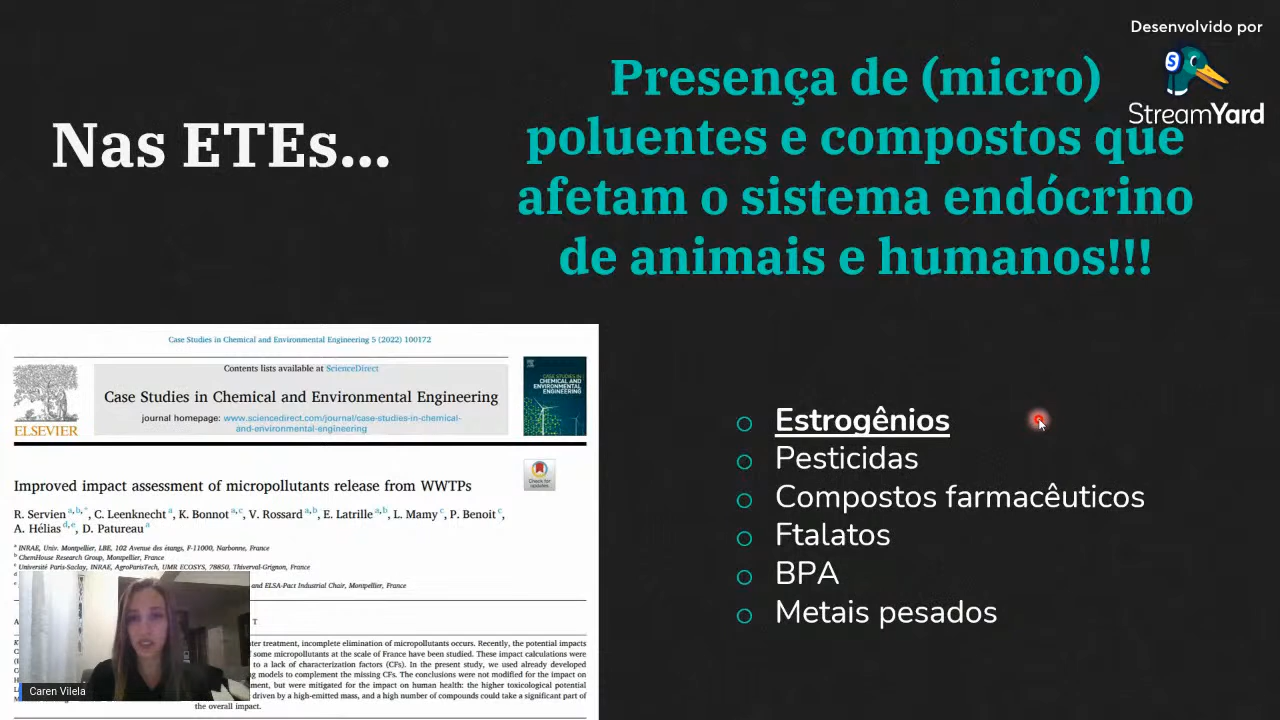 Desenvolvido por
StreamYard
Nas ETEs...
Presença de (micro)
poluentes e compostos que
afetam o sistema endócrino
de animais e humanos!!!
Case Studies in Chemical and Environmental Engineering 5 (2022) 100172
Contents lists available at ScienceDirect
Case Studies in Chemical and Environmental Engineering
journal homepage: www.sciencedirect.com/journal/case-studies-in-chemical-
and-environmental-engineering
ELSEVIER
CASE STUDIES IN
CHEMICAL AND
ENVIRONMENTAL
ENGINEERING
Check for
updates
Improved impact assessment of micropollutants release from WWTPs
R. Servien a,b,*, C. Leenknecht a, K. Bonnot a,c, V. Rossard a,b, E. Latrille a,b, L. Mamy c, P. Benoit c,
A. Hélias d,e, D. Patureau a
a INRAE, Univ. Montpellier, LBE, 102 Avenue des étangs, F-11000, Narbonne, France
b ChemHouse Research Group, Montpellier, France
c Université Paris-Saclay, INRAE, AgroParisTech, UMR ECOSYS, 78850, Thiverval-Grignon, France
and ELSA-Pact Industrial Chair, Montpellier, France
T
ter treatment, incomplete elimination of micropollutants occurs. Recently, the potential impacts
some micropollutants at the scale of France have been studied. These impact calculations were
to a lack of characterization factors (CFs). In the present study, we used already developed
g models to complement the missing CFs. The conclusions were not modified for the impact on
ment, but were mitigated for the impact on human health: the higher toxicological potential
driven by a high-emitted mass, and a high number of compounds could take a significant part of
the overall impact.
Caren Vilela
Estrogênios
Pesticidas
Compostos farmacêuticos
Ftalatos
BPA
Metais pesados